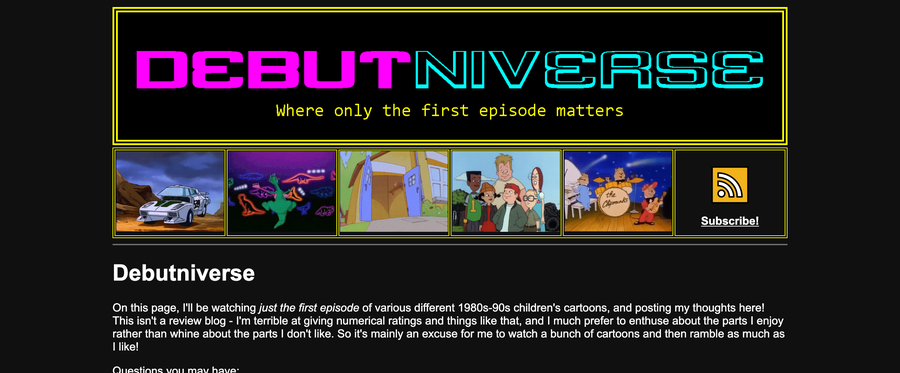 DEBUTNIVERSE
Where only the first episode matters
the
Chipmunks
Subscribe!
Debutniverse
On this page, I'll be watching just the first episode of various different 1980s-90s children's cartoons, and posting my thoughts here!
This isn't a review blog - I'm terrible at giving numerical ratings and things like that, and I much prefer to enthuse about the parts I enjoy
rather than whine about the parts I don't like. So it's mainly an excuse for me to watch a bunch of cartoons and then ramble as much as
I like!
Questions you may have: